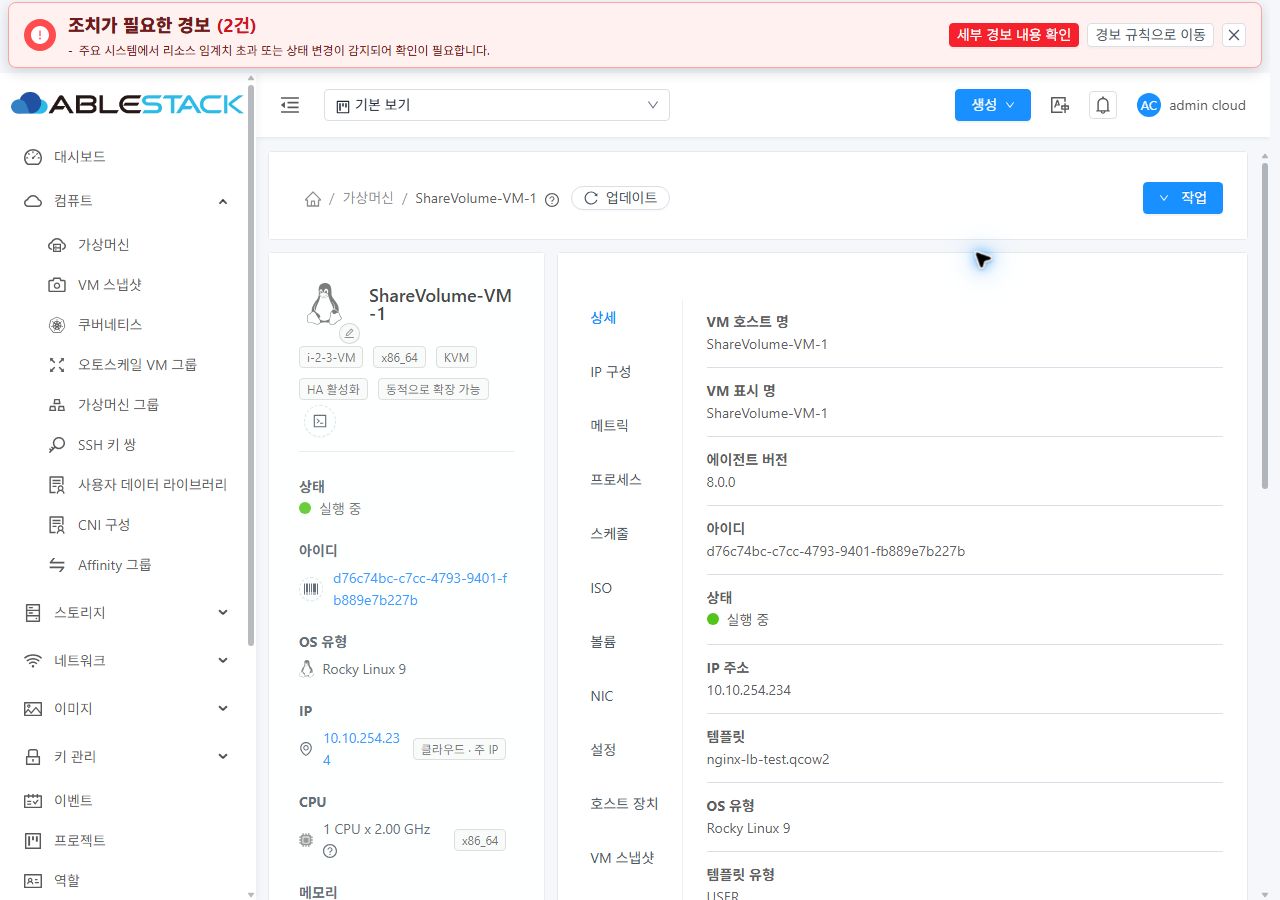 조치가 필요한 경보 (2건)
- 주요 시스템에서 리소스 임계치 초과 또는 상태 변경이 감지되어 확인이 필요합니다.
세부 경보 내용 확인
경보 규칙으로 이동
ABLESTACK
기본 보기
생성
AC
admin cloud
대시보드
컴퓨트
가상머신
VM 스냅샷
쿠버네티스
오토스케일 VM 그룹
가상머신 그룹
SSH 키 쌍
사용자 데이터 라이브러리
CNI 구성
Affinity 그룹
스토리지
네트워크
이미지
키 관리
이벤트
프로젝트
역할
/ 가상머신 / ShareVolume-VM-1
업데이트
작업
ShareVolume-VM
-1
i-2-3-VM
x86_64
KVM
HA 활성화
동적으로 확장 가능
상태
실행 중
아이디
d76c74bc-c7cc-4793-9401-f
b889e7b227b
OS 유형
Rocky Linux 9
IP
10.10.254.23
4
클라우드 · 주 IP
CPU
1 CPU x 2.00 GHz
x86_64
메모리
상세
IP 구성
메트릭
프로세스
스케줄
ISO
볼륨
NIC
설정
호스트 장치
VM 스냅샷
VM 호스트 명
ShareVolume-VM-1
VM 표시 명
ShareVolume-VM-1
에이전트 버전
8.0.0
아이디
d76c74bc-c7cc-4793-9401-fb889e7b227b
상태
실행 중
IP 주소
10.10.254.234
템플릿
nginx-lb-test.qcow2
OS 유형
Rocky Linux 9
템플릿 유형
USER